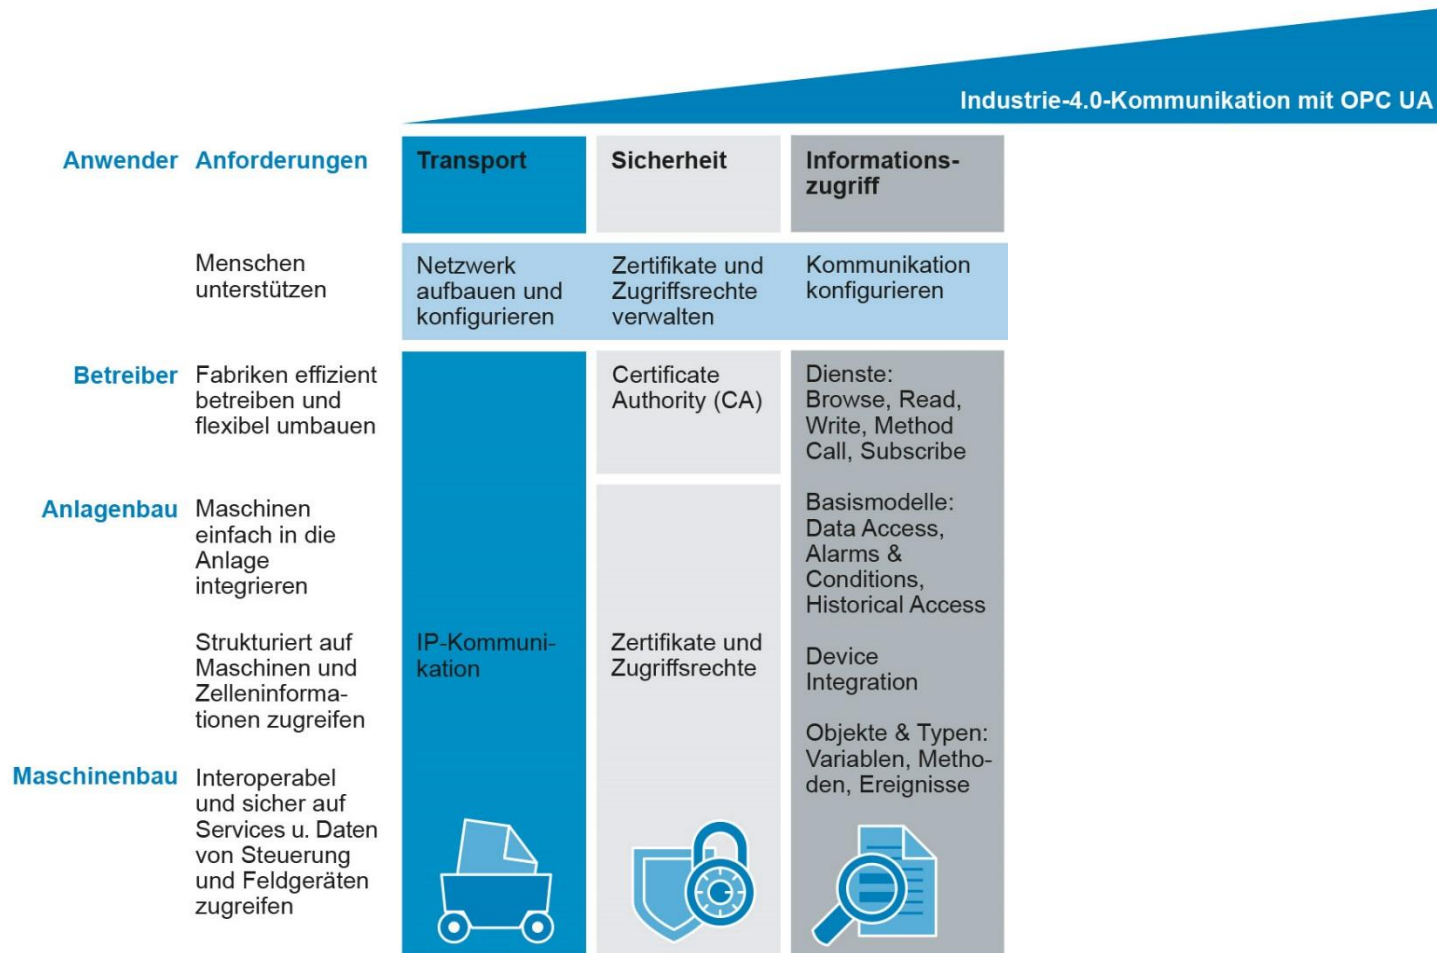 Industrie-4.0-Kommunikation mit OPC UA
Anwender
Anforderungen
Transport
Sicherheit
Informations-
zugriff
Menschen
unterstützen
Netzwerk
aufbauen und
konfigurieren
Zertifikate und
Zugriffsrechte
verwalten
Kommunikation
konfigurieren
Betreiber
Fabriken effizient
betreiben und
flexibel umbauen
Certificate
Authority (CA)
Dienste:
Browse, Read,
Write, Method
Call, Subscribe
Anlagenbau
Maschinen
einfach in die
Anlage
integrieren
Basismodelle:
Data Access,
Alarms &
Conditions,
Historical Access
Strukturiert auf
Maschinen und
Zelleninforma-
tionen zugreifen
IP-Kommuni-
kation
Zertifikate und
Zugriffsrechte
Device
Integration
Objekte & Typen:
Variablen, Metho-
den, Ereignisse
Maschinenbau
Interoperabel
und sicher auf
Services u. Daten
von Steuerung
und Feldgeräten
zugreifen